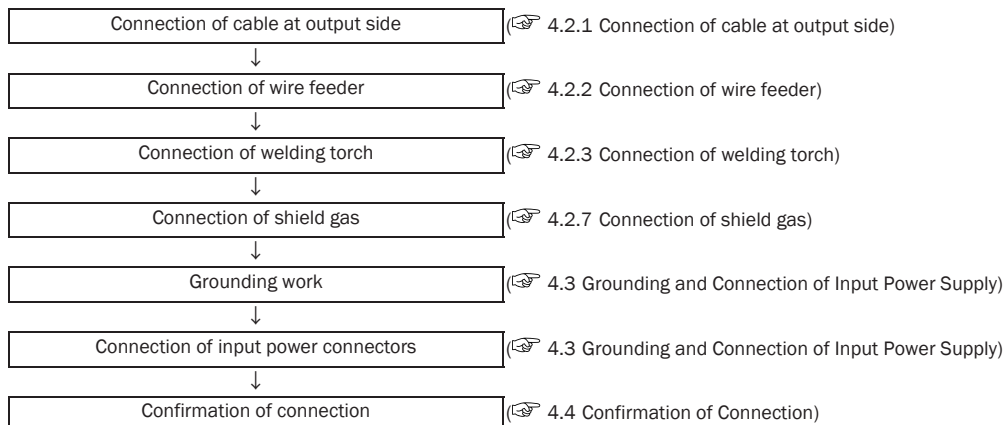 Connection of cable at output side (☞ 4.2.1 Connection of cable at output side)
↓
Connection of wire feeder (☞ 4.2.2 Connection of wire feeder)
↓
Connection of welding torch (☞ 4.2.3 Connection of welding torch)
↓
Connection of shield gas (☞ 4.2.7 Connection of shield gas)
↓
Grounding work (☞ 4.3 Grounding and Connection of Input Power Supply)
↓
Connection of input power connectors (☞ 4.3 Grounding and Connection of Input Power Supply)
↓
Confirmation of connection (☞ 4.4 Confirmation of Connection)